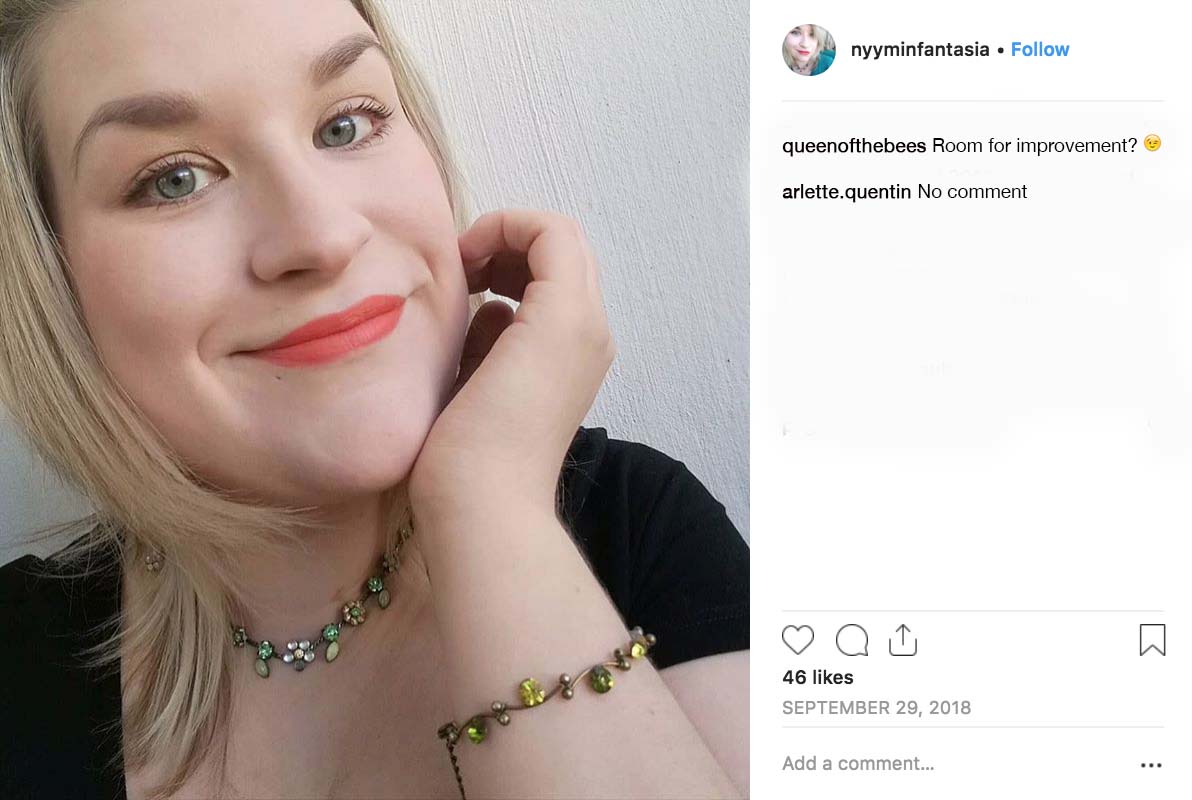 nyyminfantasia • Follow
queenofthebees Room for improvement? 😉
arlette.quentin No comment
46 likes
SEPTEMBER 29, 2018
Add a comment...